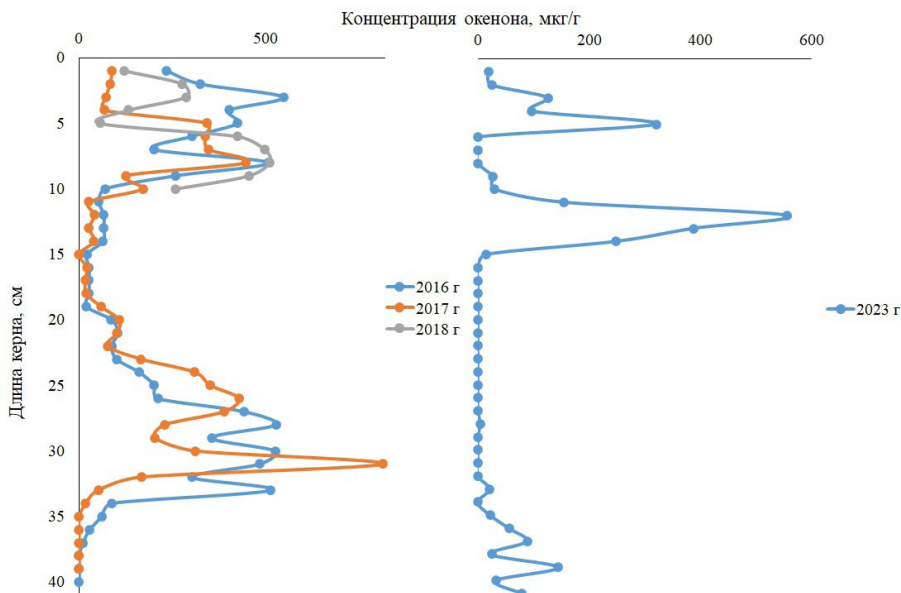 Концентрация океонона, мкг/г
0 500
0 200 400 600
0
5
10
15
20
25
30
35
40
Длина керна, см
2016 г
2017 г
2018 г
2023 г